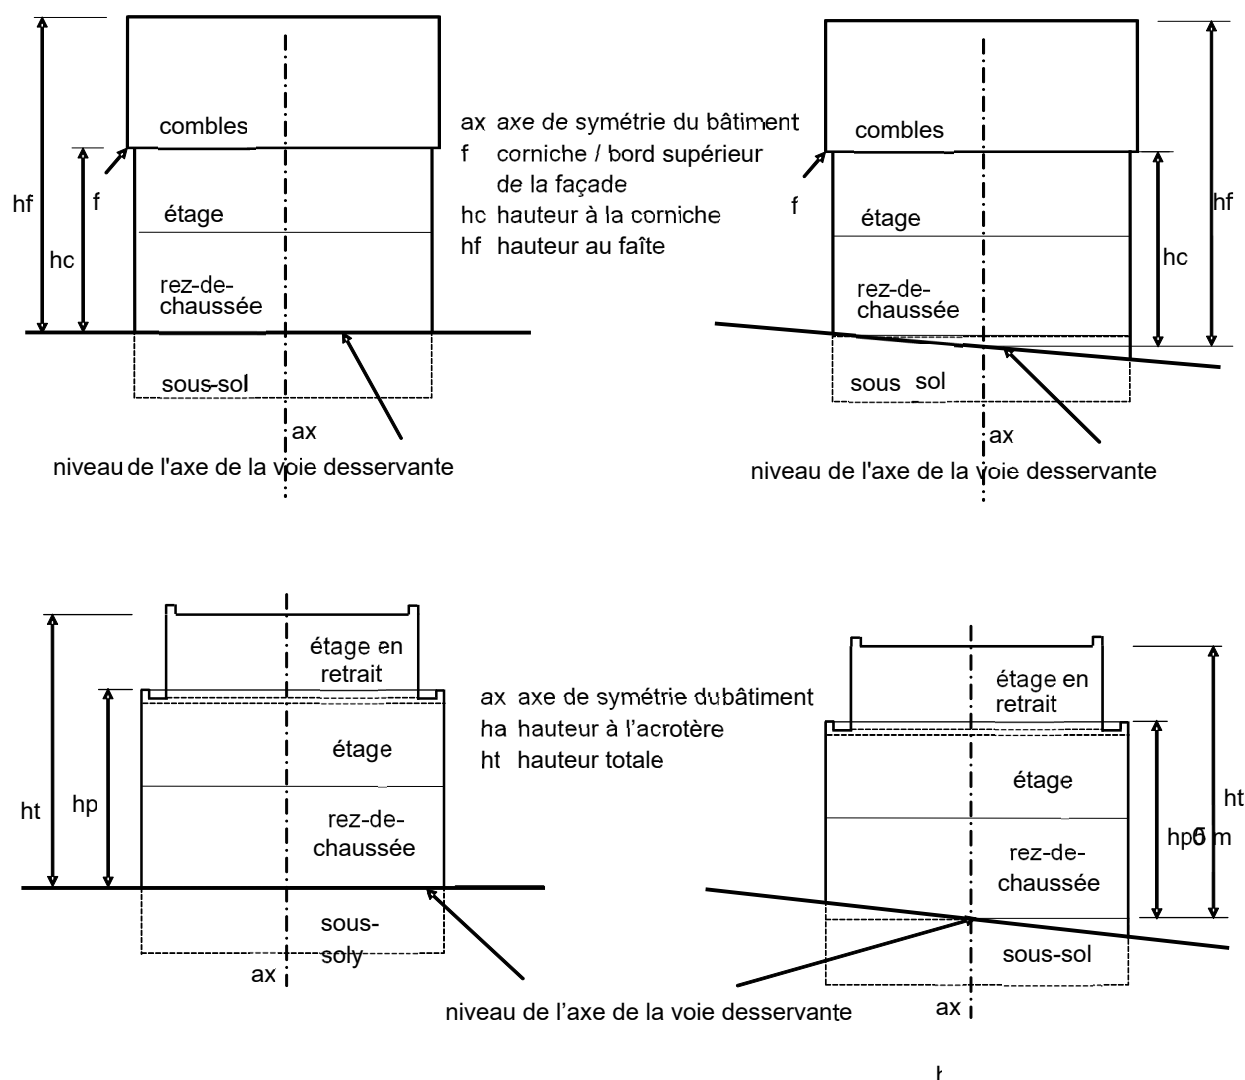 combles
hf
f
étage
hc
rez-de-
chaussée
sous-sol
ax
niveau de l'axe de la voie desservante
ax axe de symétrie du bâtiment
f corniche / bord supérieur
de la façade
hc hauteur à la corniche
hf hauteur au faîte
combles
f
hf
étage
hc
rez-de-
chaussée
sous sol
ax
niveau de l'axe de la voie desservante
étage en
retrait
étage
ht
hp
rez-de-
chaussée
sous-
soly
ax
ax axe de symétrie dubâtiment
ha hauteur à l’acrotère
ht hauteur totale
étage en
retrait
étage
ht
hp
m
rez-de-
chaussée
sous-sol
ax
niveau de l’axe de la voie desservante